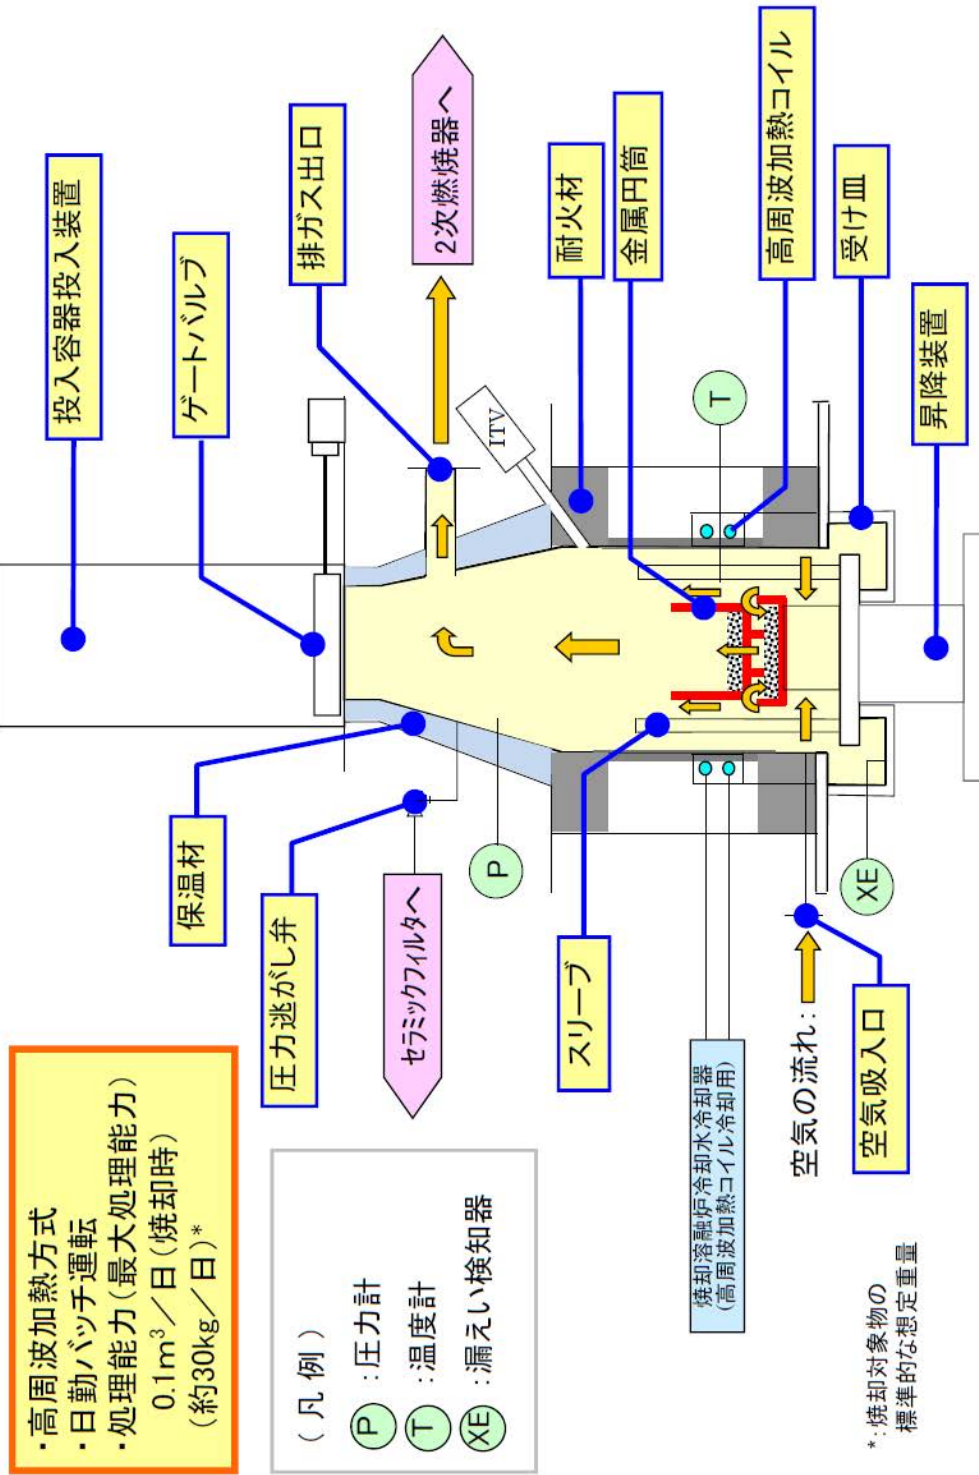 ・高周波加熱方式
・日勤バッチ運転
・処理能力(最大処理能力)
0.1m³／日(焼却時)
(約30kg／日)*
(凡例)
P :圧力計
T :温度計
XE :漏えい検知器
*:焼却対象物の
標準的な想定重量
投入容器投入装置
ゲートバルブ
排ガス出口
2次燃焼器へ
耐火材
金属円筒
高周波加熱コイル
受け皿
昇降装置
ITV
T
保温材
圧力逃がし弁
セラミックフィルタへ
P
スリーブ
焼却溶融炉冷却水冷却器
(高周波加熱コイル冷却用)
空気の流れ:
空気吸入口
XE